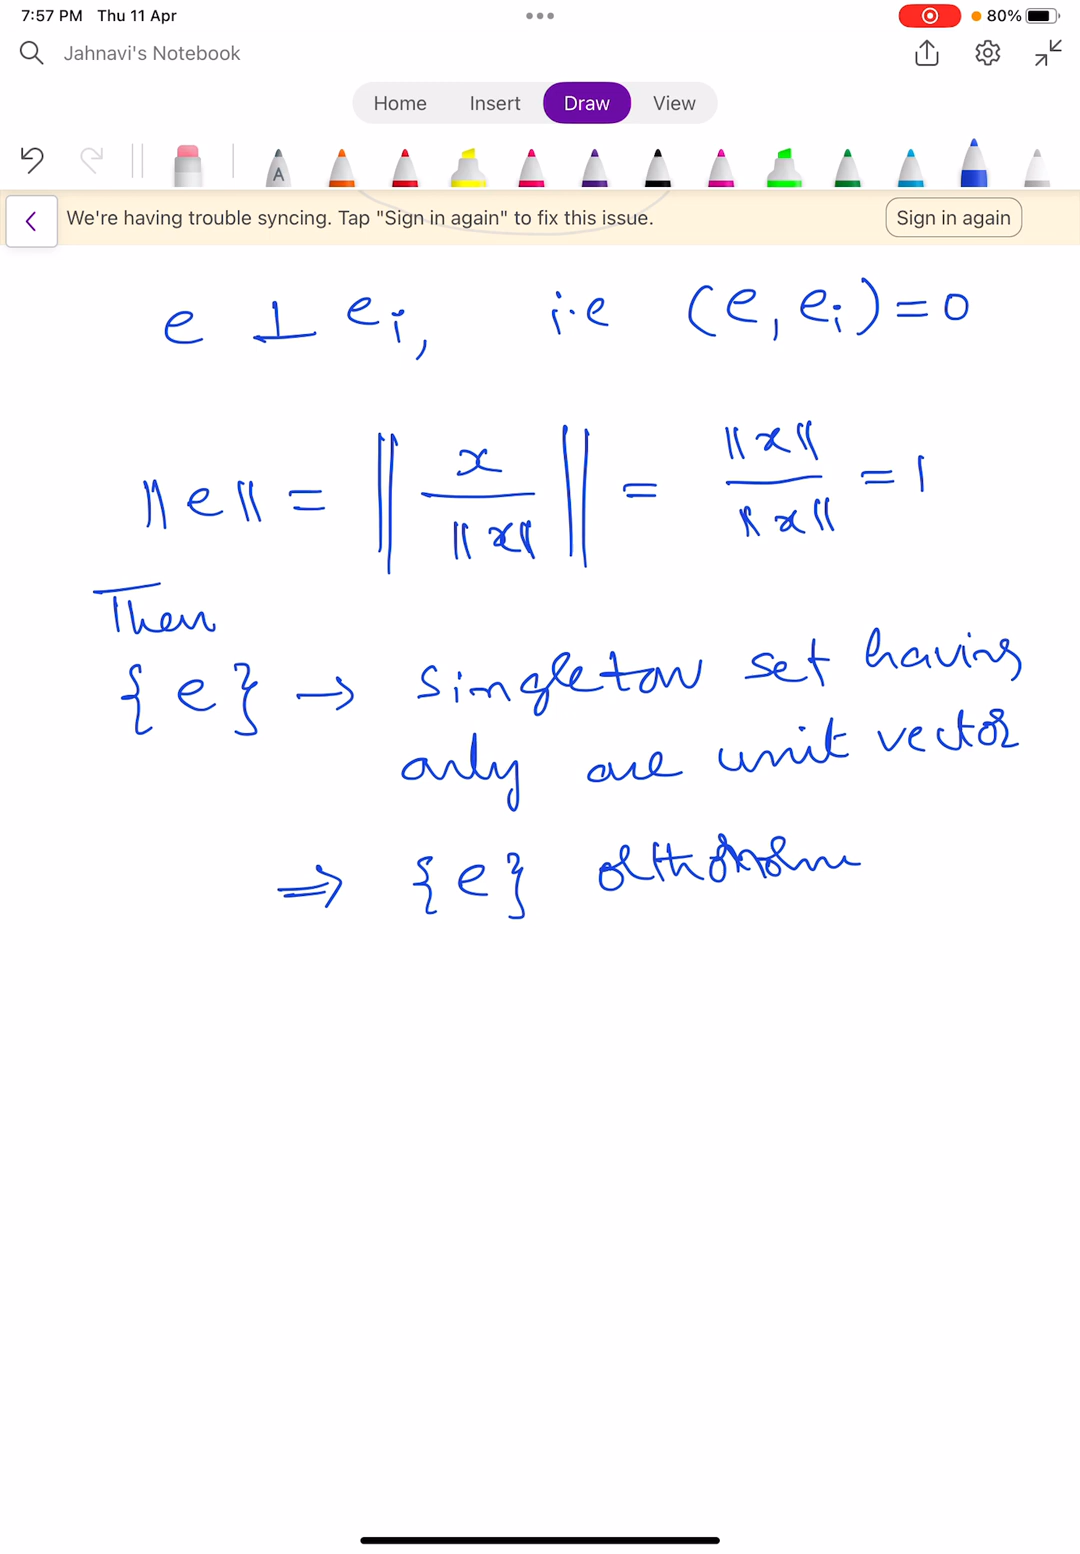 7:57 PM Thu 11 Apr
80%
Jahnavi's Notebook
Home Insert Draw View
A
We're having trouble syncing. Tap "Sign in again" to fix this issue. Sign in again
e ⊥ ei, i.e (e, ei) = 0
||e|| = || x / ||x|| || = ||x|| / ||x|| = 1
Then
{e} → singleton set having
only one unit vector
⇒ {e} orthonorm